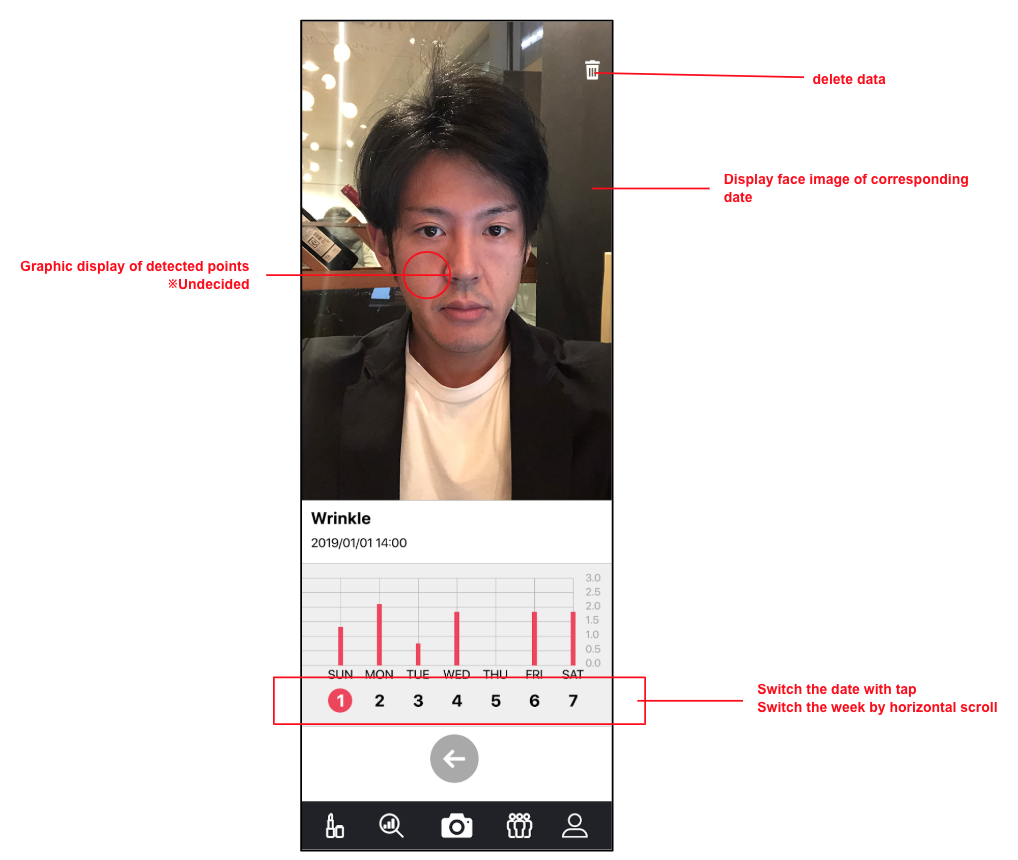 delete data
Display face image of corresponding
date
Graphic display of detected points
※Undecided
Wrinkle
2019/01/01 14:00
3.0
2.5
2.0
1.5
1.0
0.5
0.0
SUN MON TUE WED THU FRI SAT
1 2 3 4 5 6 7
Switch the date with tap
Switch the week by horizontal scroll